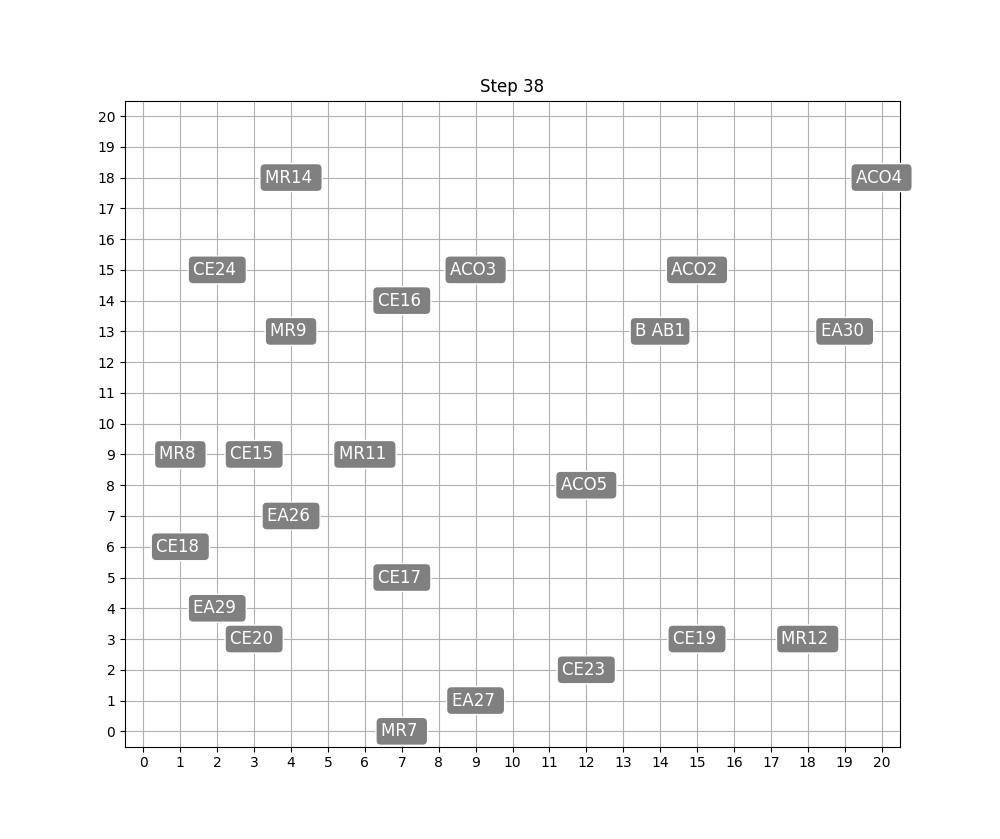 Step 38
20
19
MR14 18 ACO4
17
16
CE24 15 ACO3 ACO2
CE16 14
MR9 13 B AB1 EA30
12
11
10
MR8 CE15 9 MR11
8 ACO5
EA26 7
CE18 6
CE17 5
EA29 4
CE20 3 CE19 MR12
2 CE23
1 EA27
0 MR7
0 1 2 3 4 5 6 7 8 9 10 11 12 13 14 15 16 17 18 19 20